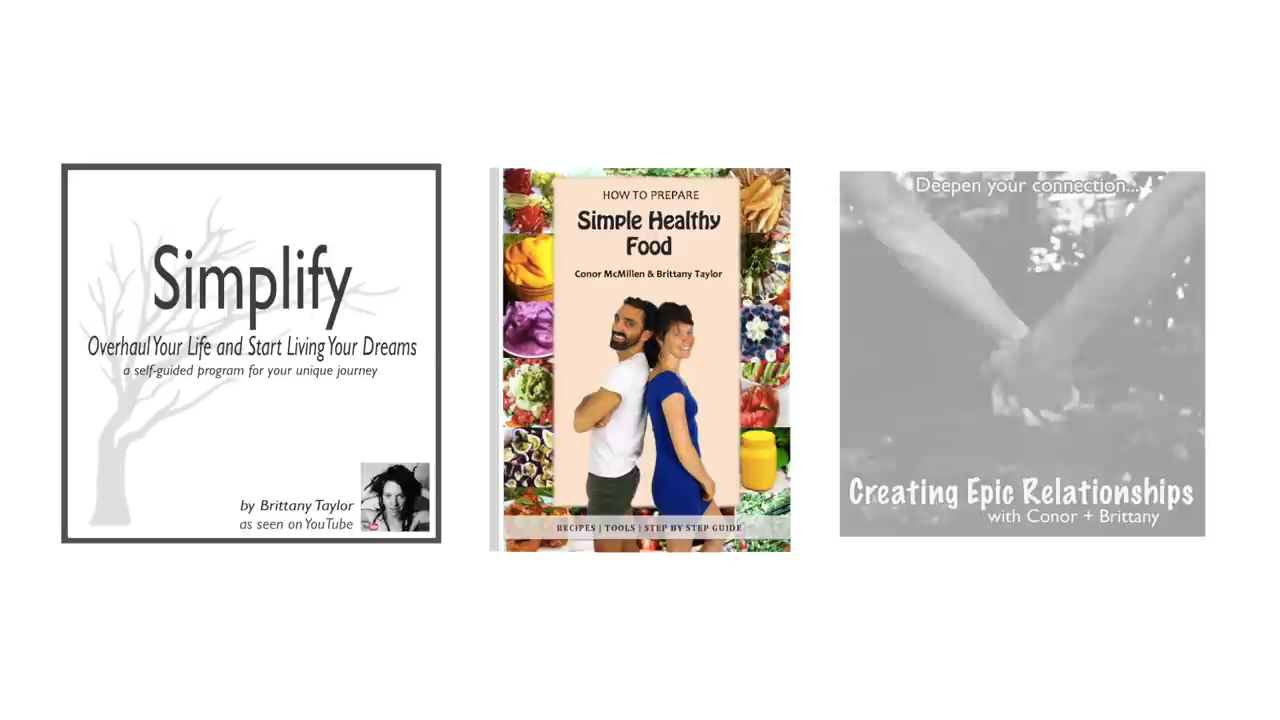 Simplify
Overhaul Your Life and Start Living Your Dreams
a self-guided program for your unique journey
by Brittany Taylor
as seen on YouTube
HOW TO PREPARE
Simple Healthy
Food
Conor McMillen & Brittany Taylor
RECIPES | TOOLS | STEP BY STEP GUIDE
Deepen your connection...
Creating Epic Relationships
with Conor + Brittany